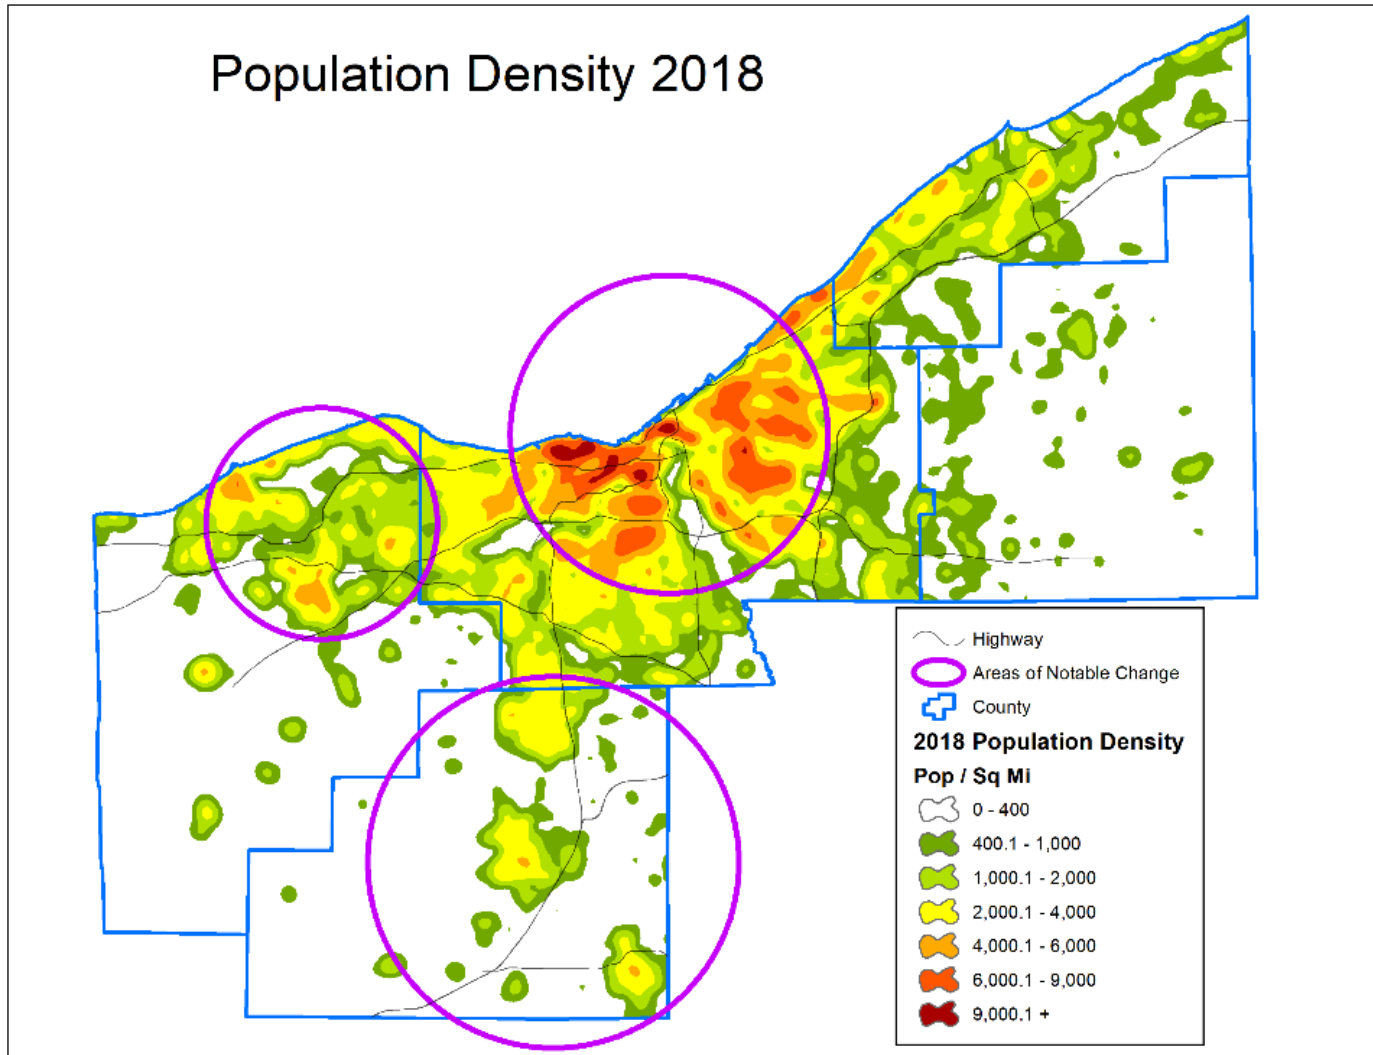 Population Density 2018
Highway
Areas of Notable Change
County
2018 Population Density
Pop / Sq Mi
0 - 400
400.1 - 1,000
1,000.1 - 2,000
2,000.1 - 4,000
4,000.1 - 6,000
6,000.1 - 9,000
9,000.1 +